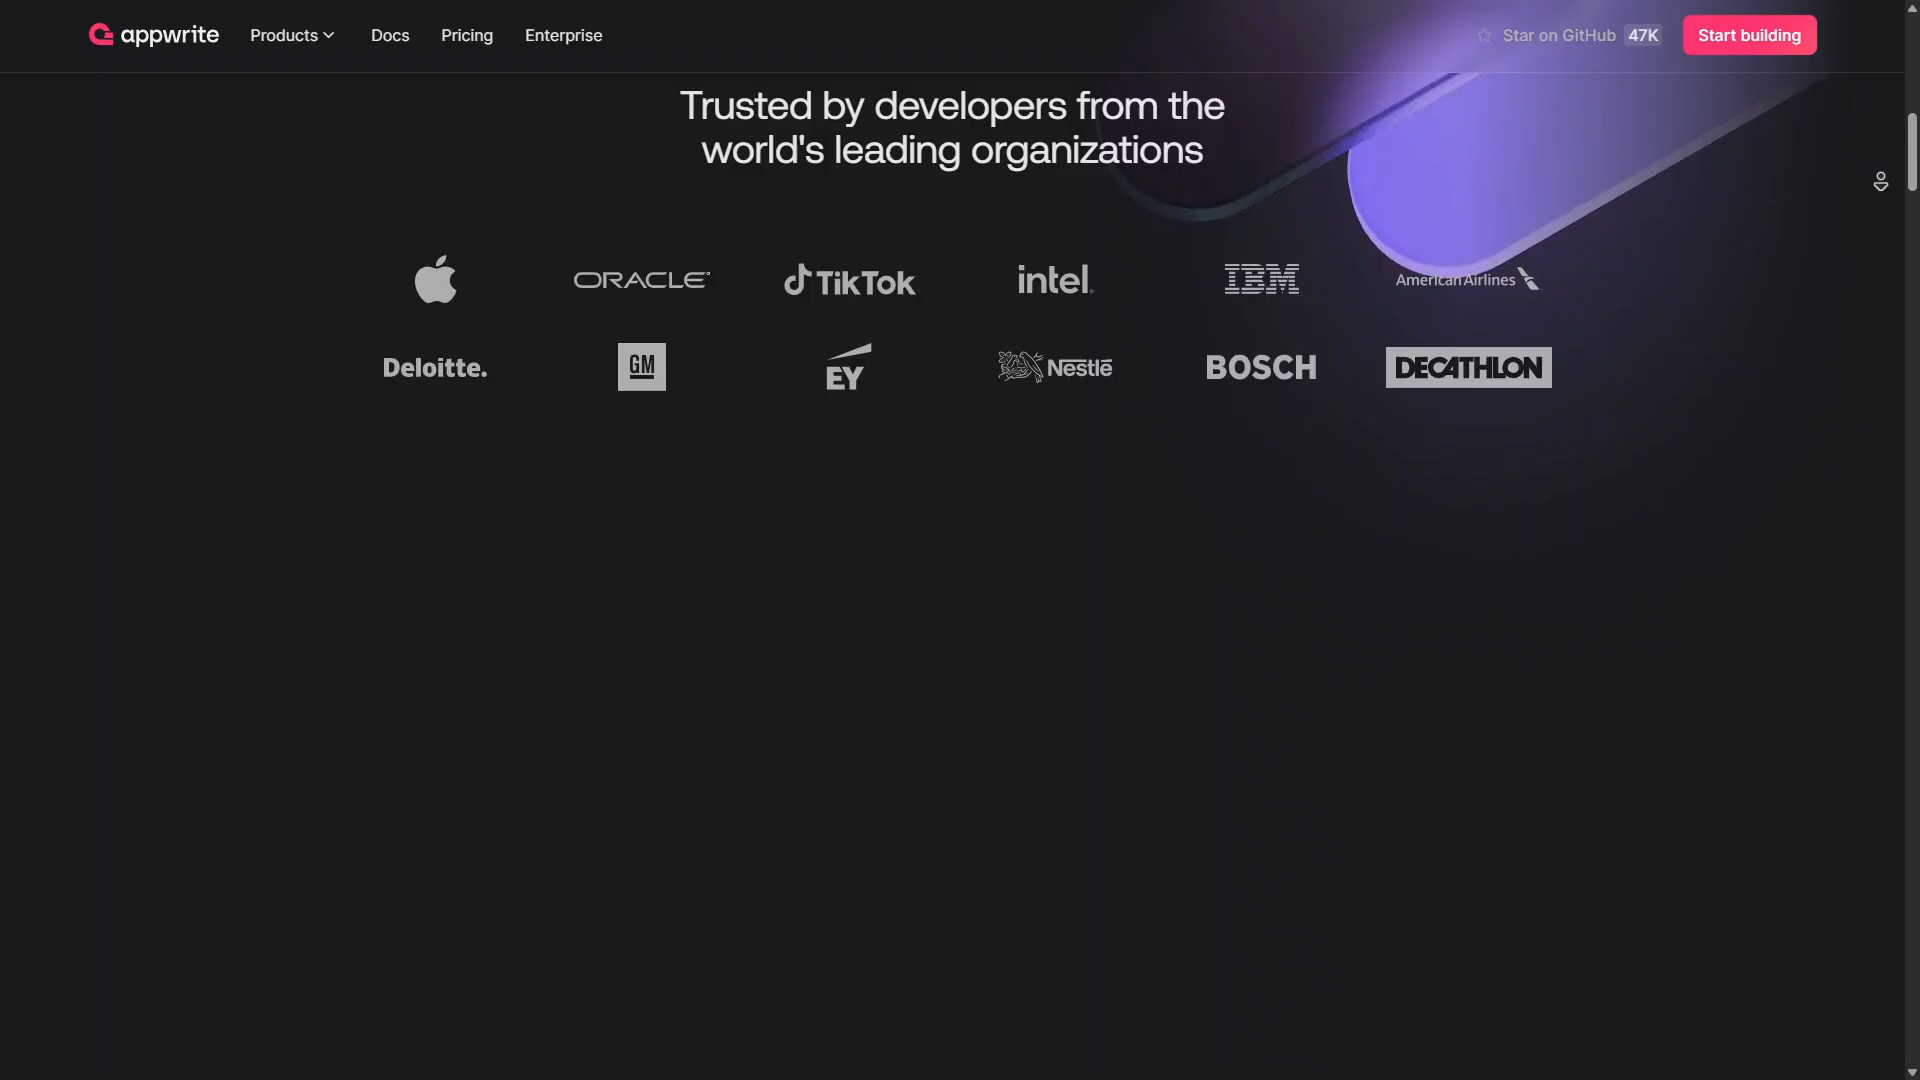 appwrite Products Docs Pricing Enterprise Star on GitHub 47K Start building
Trusted by developers from the
world's leading organizations
ORACLE TikTok intel. IBM American Airlines
Deloitte. GM EY Nestlé BOSCH DECATHLON